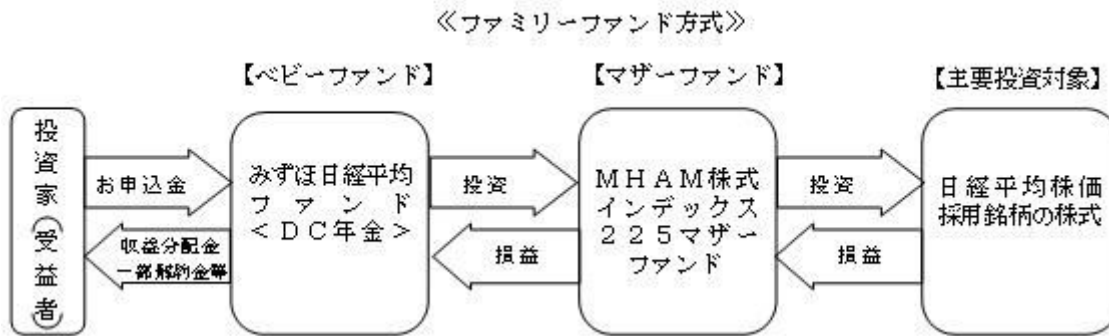 ≪ファミリーファンド方式≫
【ベビーファンド】
【マザーファンド】
【主要投資対象】
投資家(受益者)
お申込金
収益分配金
一部解約金等
みずほ日経平均
ファンド
<DC年金>
投資
損益
MHAM株式
インデックス
225マザー
ファンド
投資
損益
日経平均株価
採用銘柄の株式